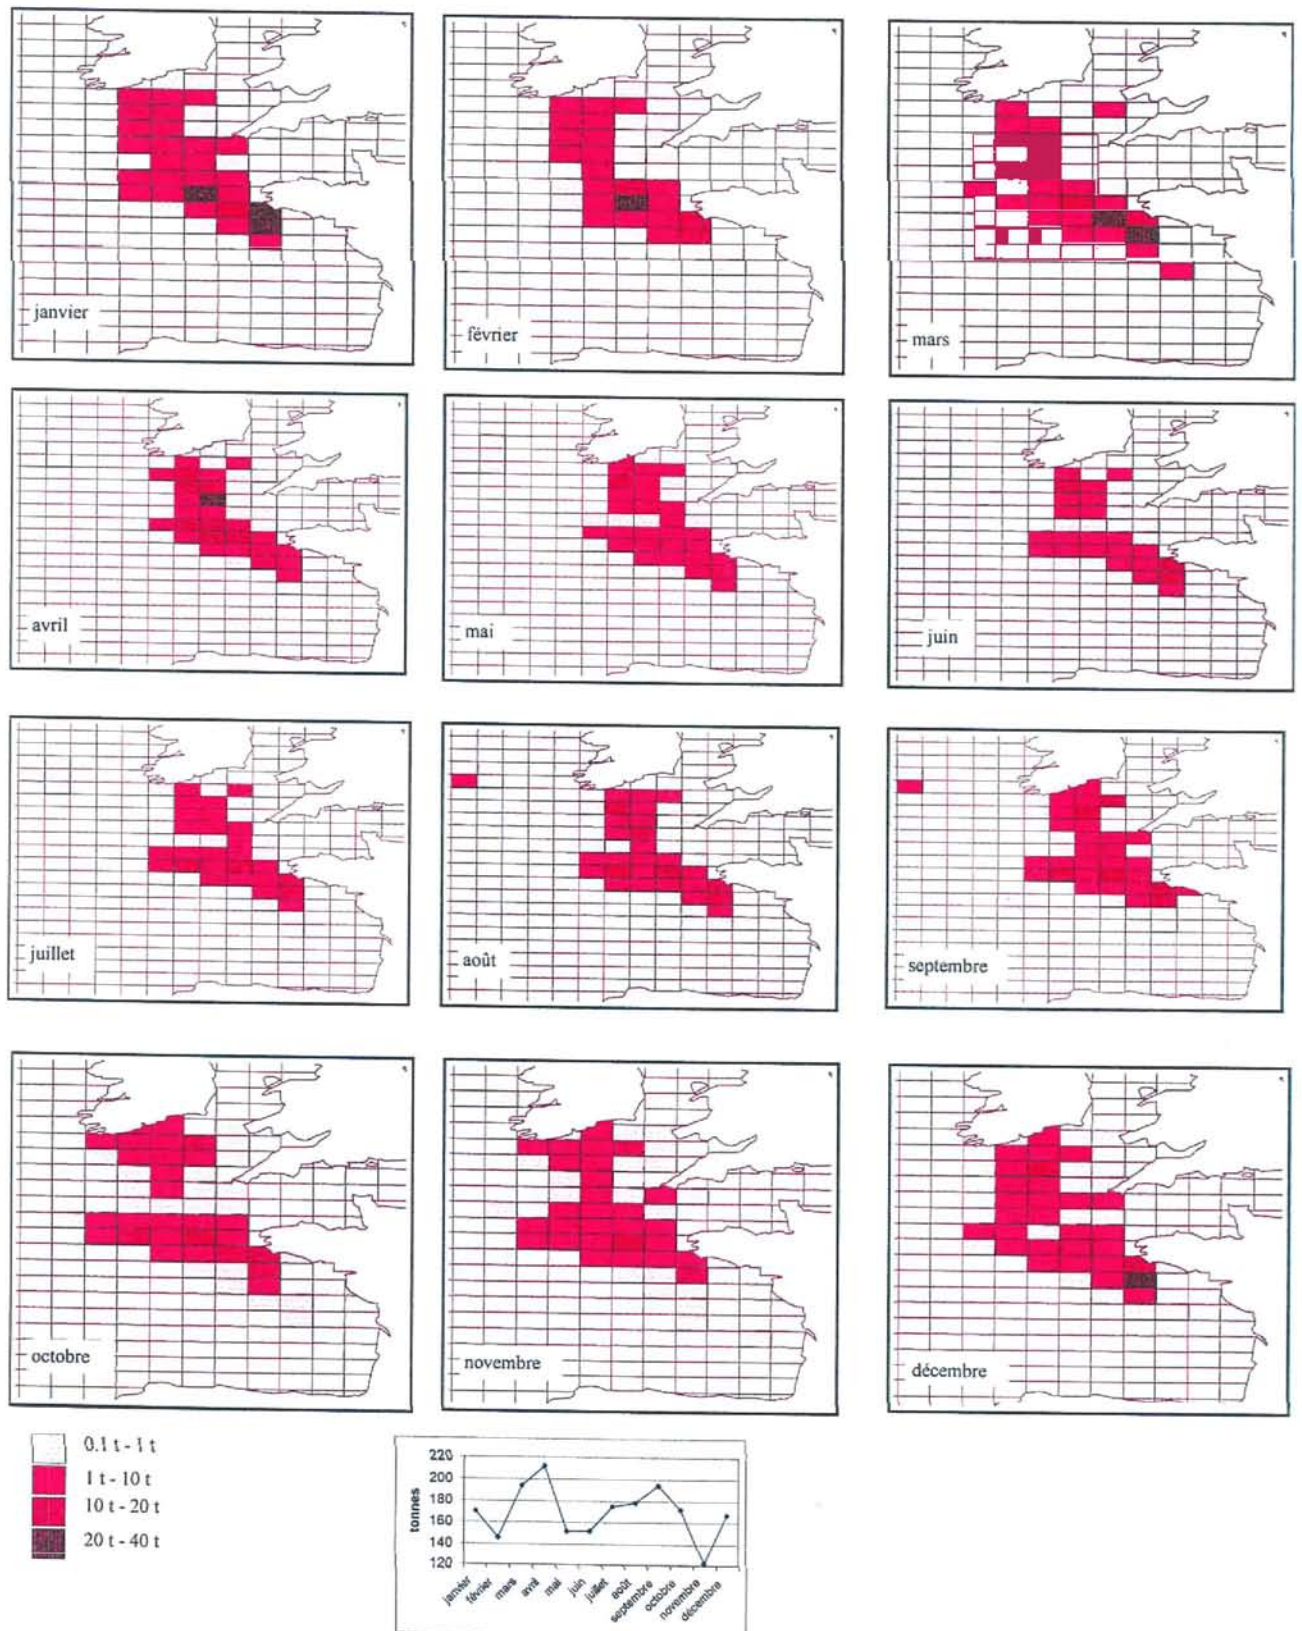 janvier
février
mars
avril
mai
juin
juillet
août
septembre
octobre
novembre
décembre
0.1 t - 1 t
1 t - 10 t
10 t - 20 t
20 t - 40 t
tonnes
220
200
180
160
140
120
janvier
février
mars
avril
mai
juin
juillet
août
septembre
octobre
novembre
décembre